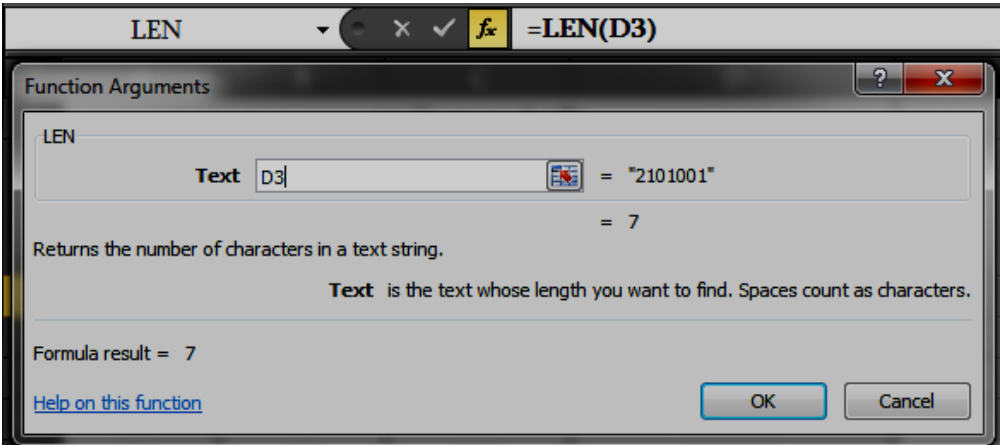 LEN fx =LEN(D3)
Function Arguments ?
LEN
Text D3 = "2101001"
= 7
Returns the number of characters in a text string.
Text is the text whose length you want to find. Spaces count as characters.
Formula result = 7
Help on this function OK Cancel